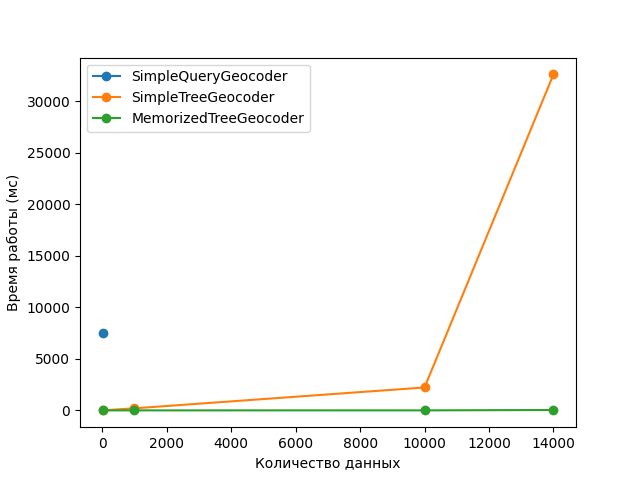 SimpleQueryGeocoder
SimpleTreeGeocoder
MemorizedTreeGeocoder
30000
25000
20000
15000
10000
5000
0
Время работы (мс)
0 2000 4000 6000 8000 10000 12000 14000
Количество данных